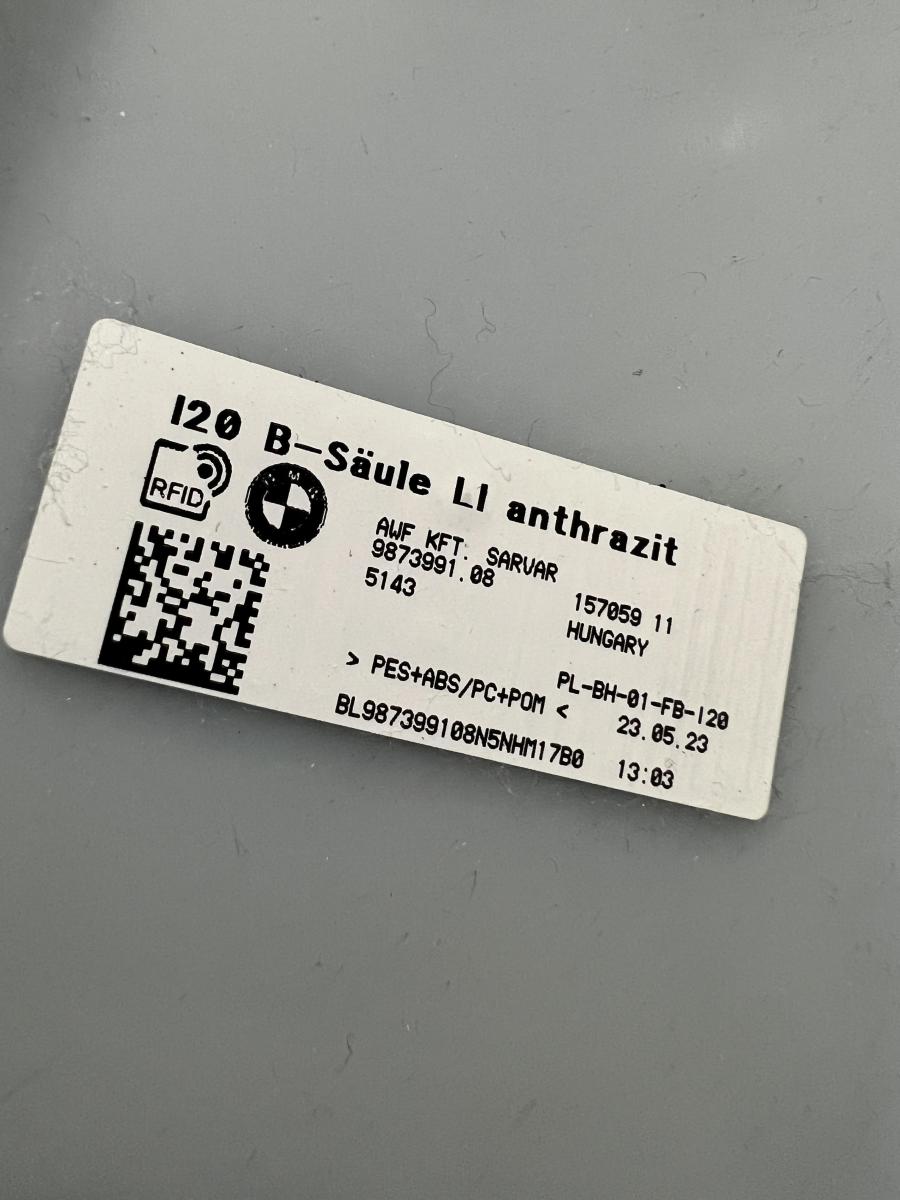 I20 B-Säule LI anthrazit
RFID
BMW
AWF KFT. SARVAR
9873991.08
157059 11
5143
HUNGARY
> PES+ABS/PC+POM <
PL-BH-01-FB-I20
23.05.23
BL987399108N5NHM17B0 13:03